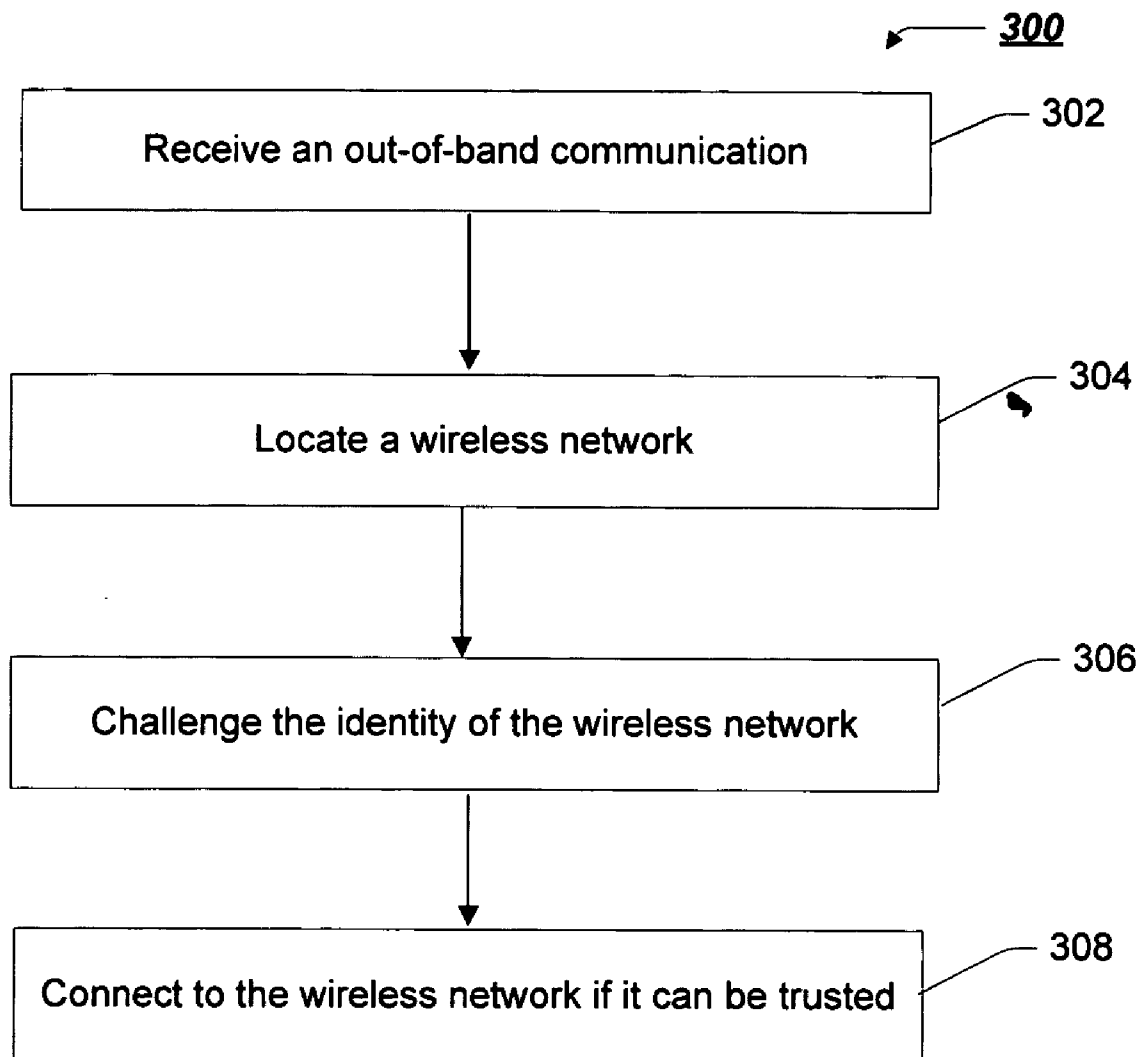 300
302
Receive an out-of-band communication
304
Locate a wireless network
306
Challenge the identity of the wireless network
308
Connect to the wireless network if it can be trusted